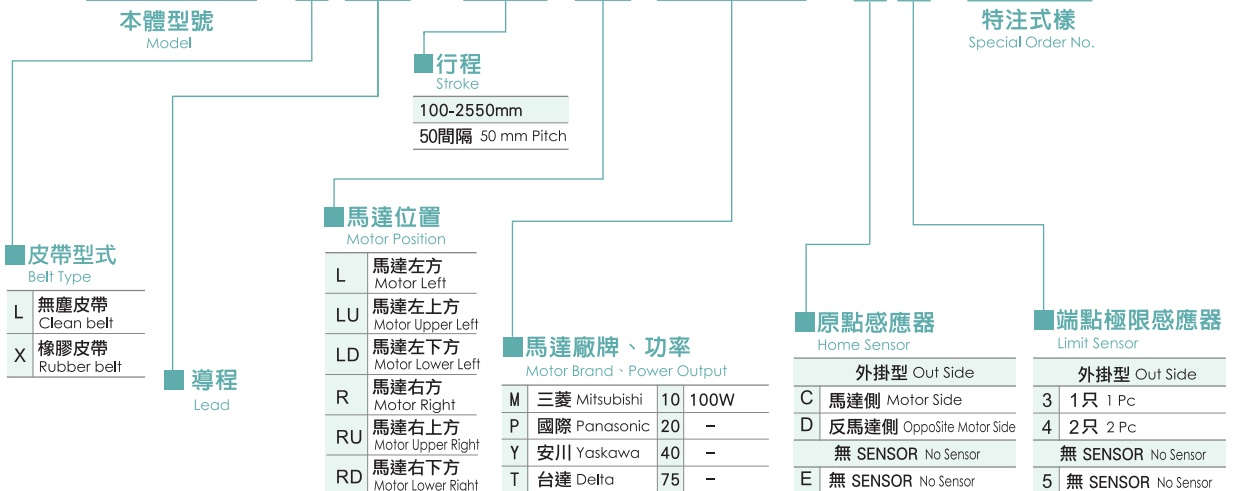 本體型號
Model
特注式樣
Special Order No.
■行程
Stroke
100-2550mm
50間隔 50 mm Pitch
■馬達位置
Motor Position
L 馬達左方
Motor Left
LU 馬達左上方
Motor Upper Left
LD 馬達左下方
Motor Lower Left
R 馬達右方
Motor Right
RU 馬達右上方
Motor Upper Right
RD 馬達右下方
Motor Lower Right
■皮帶型式
Belt Type
L 無塵皮帶
Clean belt
X 橡膠皮帶
Rubber belt
■導程
Lead
■馬達廠牌、功率
Motor Brand、Power Output
M 三菱 Mitsubishi 10 100W
P 國際 Panasonic 20 –
Y 安川 Yaskawa 40 –
T 台達 Delta 75 –
■原點感應器
Home Sensor
外掛型 Out Side
C 馬達側 Motor Side
D 反馬達側 OppoSite Motor Side
無 SENSOR No Sensor
E 無 SENSOR No Sensor
■端點極限感應器
Limit Sensor
外掛型 Out Side
3 1只 1 Pc
4 2只 2 Pc
無 SENSOR No Sensor
5 無 SENSOR No Sensor